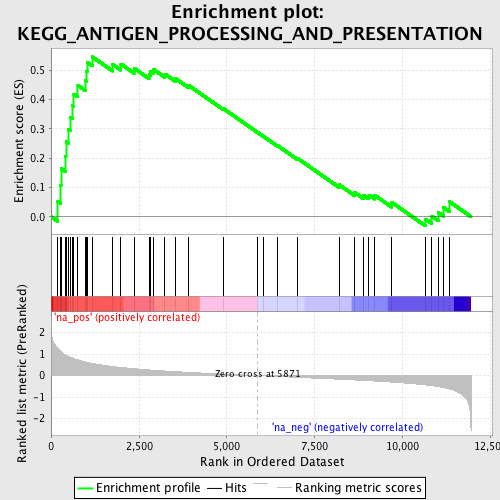 Enrichment plot:
KEGG_ANTIGEN_PROCESSING_AND_PRESENTATION
Enrichment score (ES)
0.5
0.4
0.3
0.2
0.1
0.0
'na_pos' (positively correlated)
Ranked list metric (PreRanked)
2
1
0
-1
-2
Zero cross at 5871
'na_neg' (negatively correlated)
0 2,500 5,000 7,500 10,000 12,50
Rank in Ordered Dataset
Enrichment profile Hits Ranking metric scores